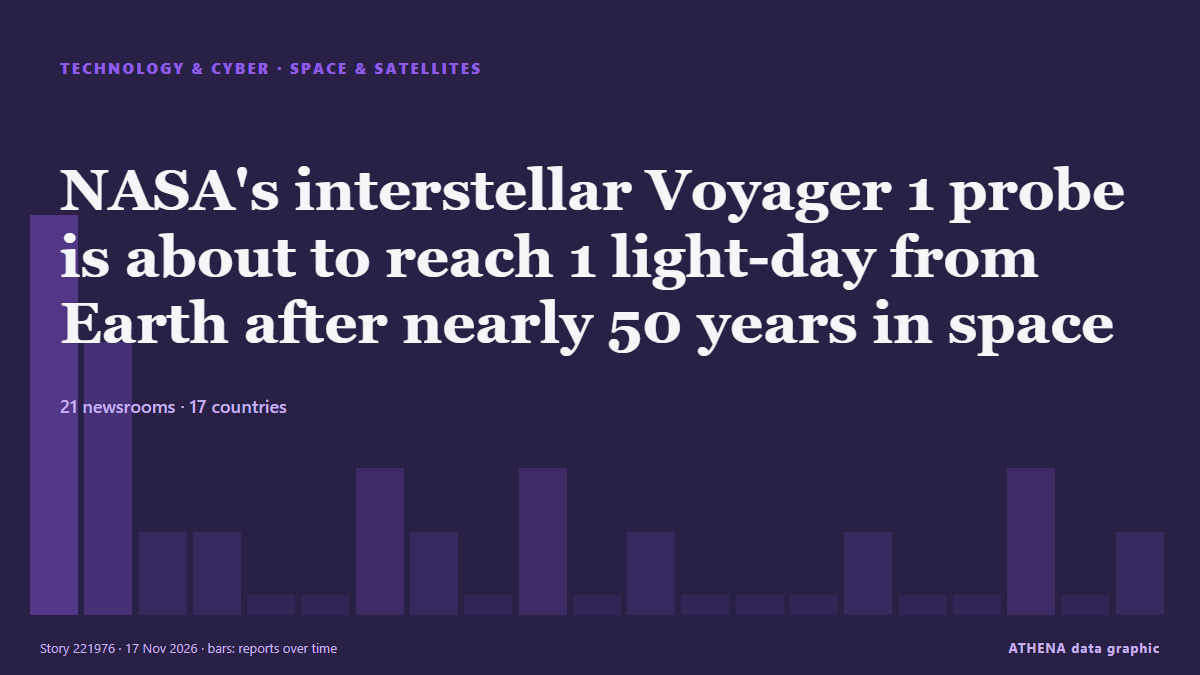 TECHNOLOGY & CYBER · SPACE & SATELLITES
NASA's interstellar Voyager 1 probe
is about to reach 1 light-day from
Earth after nearly 50 years in space
21 newsrooms · 17 countries
Story 221976 · 17 Nov 2026 · bars: reports over time
ATHENA data graphic